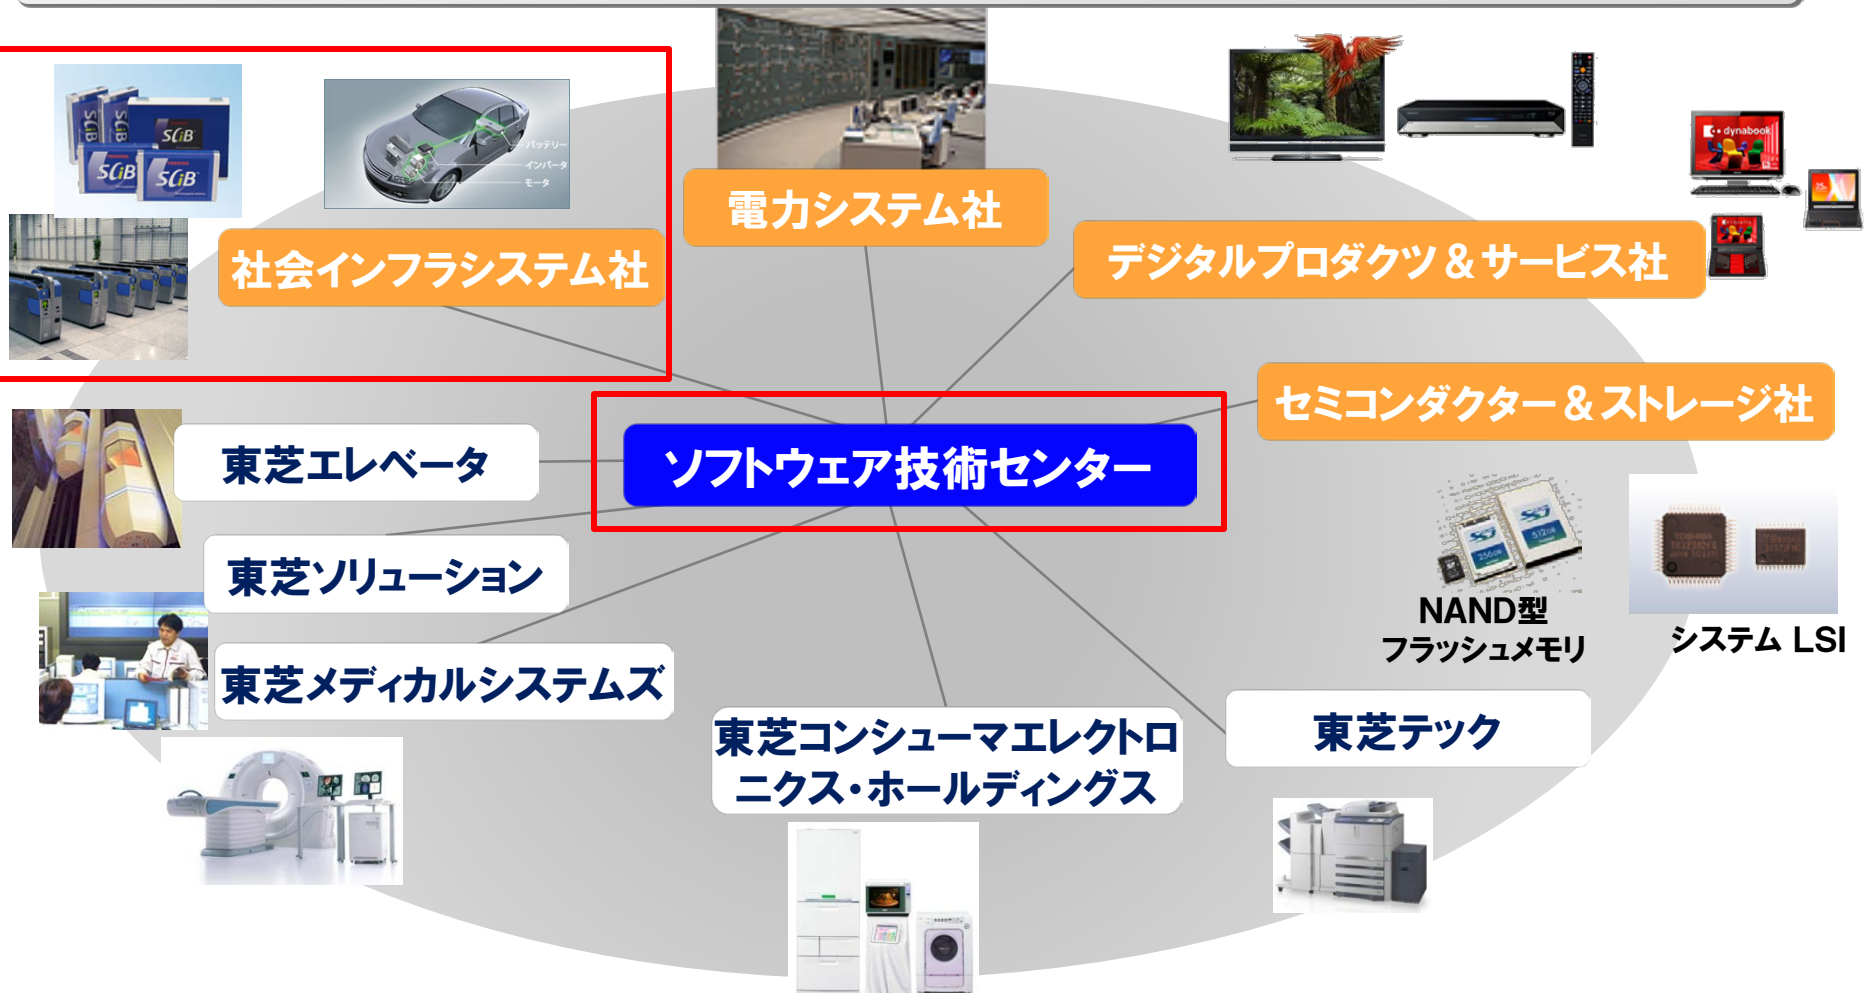 SCiB
SCiB
SCiB
SCiB
SCiB
バッテリー
インバータ
モータ
dynabook
電力システム社
社会インフラシステム社
デジタルプロダクツ＆サービス社
セミコンダクター＆ストレージ社
東芝エレベータ
ソフトウェア技術センター
256GB
512GB
東芝ソリューション
NAND型
フラッシュメモリ
システム LSI
東芝メディカルシステムズ
東芝コンシューマエレクトロ
ニクス・ホールディングス
東芝テック